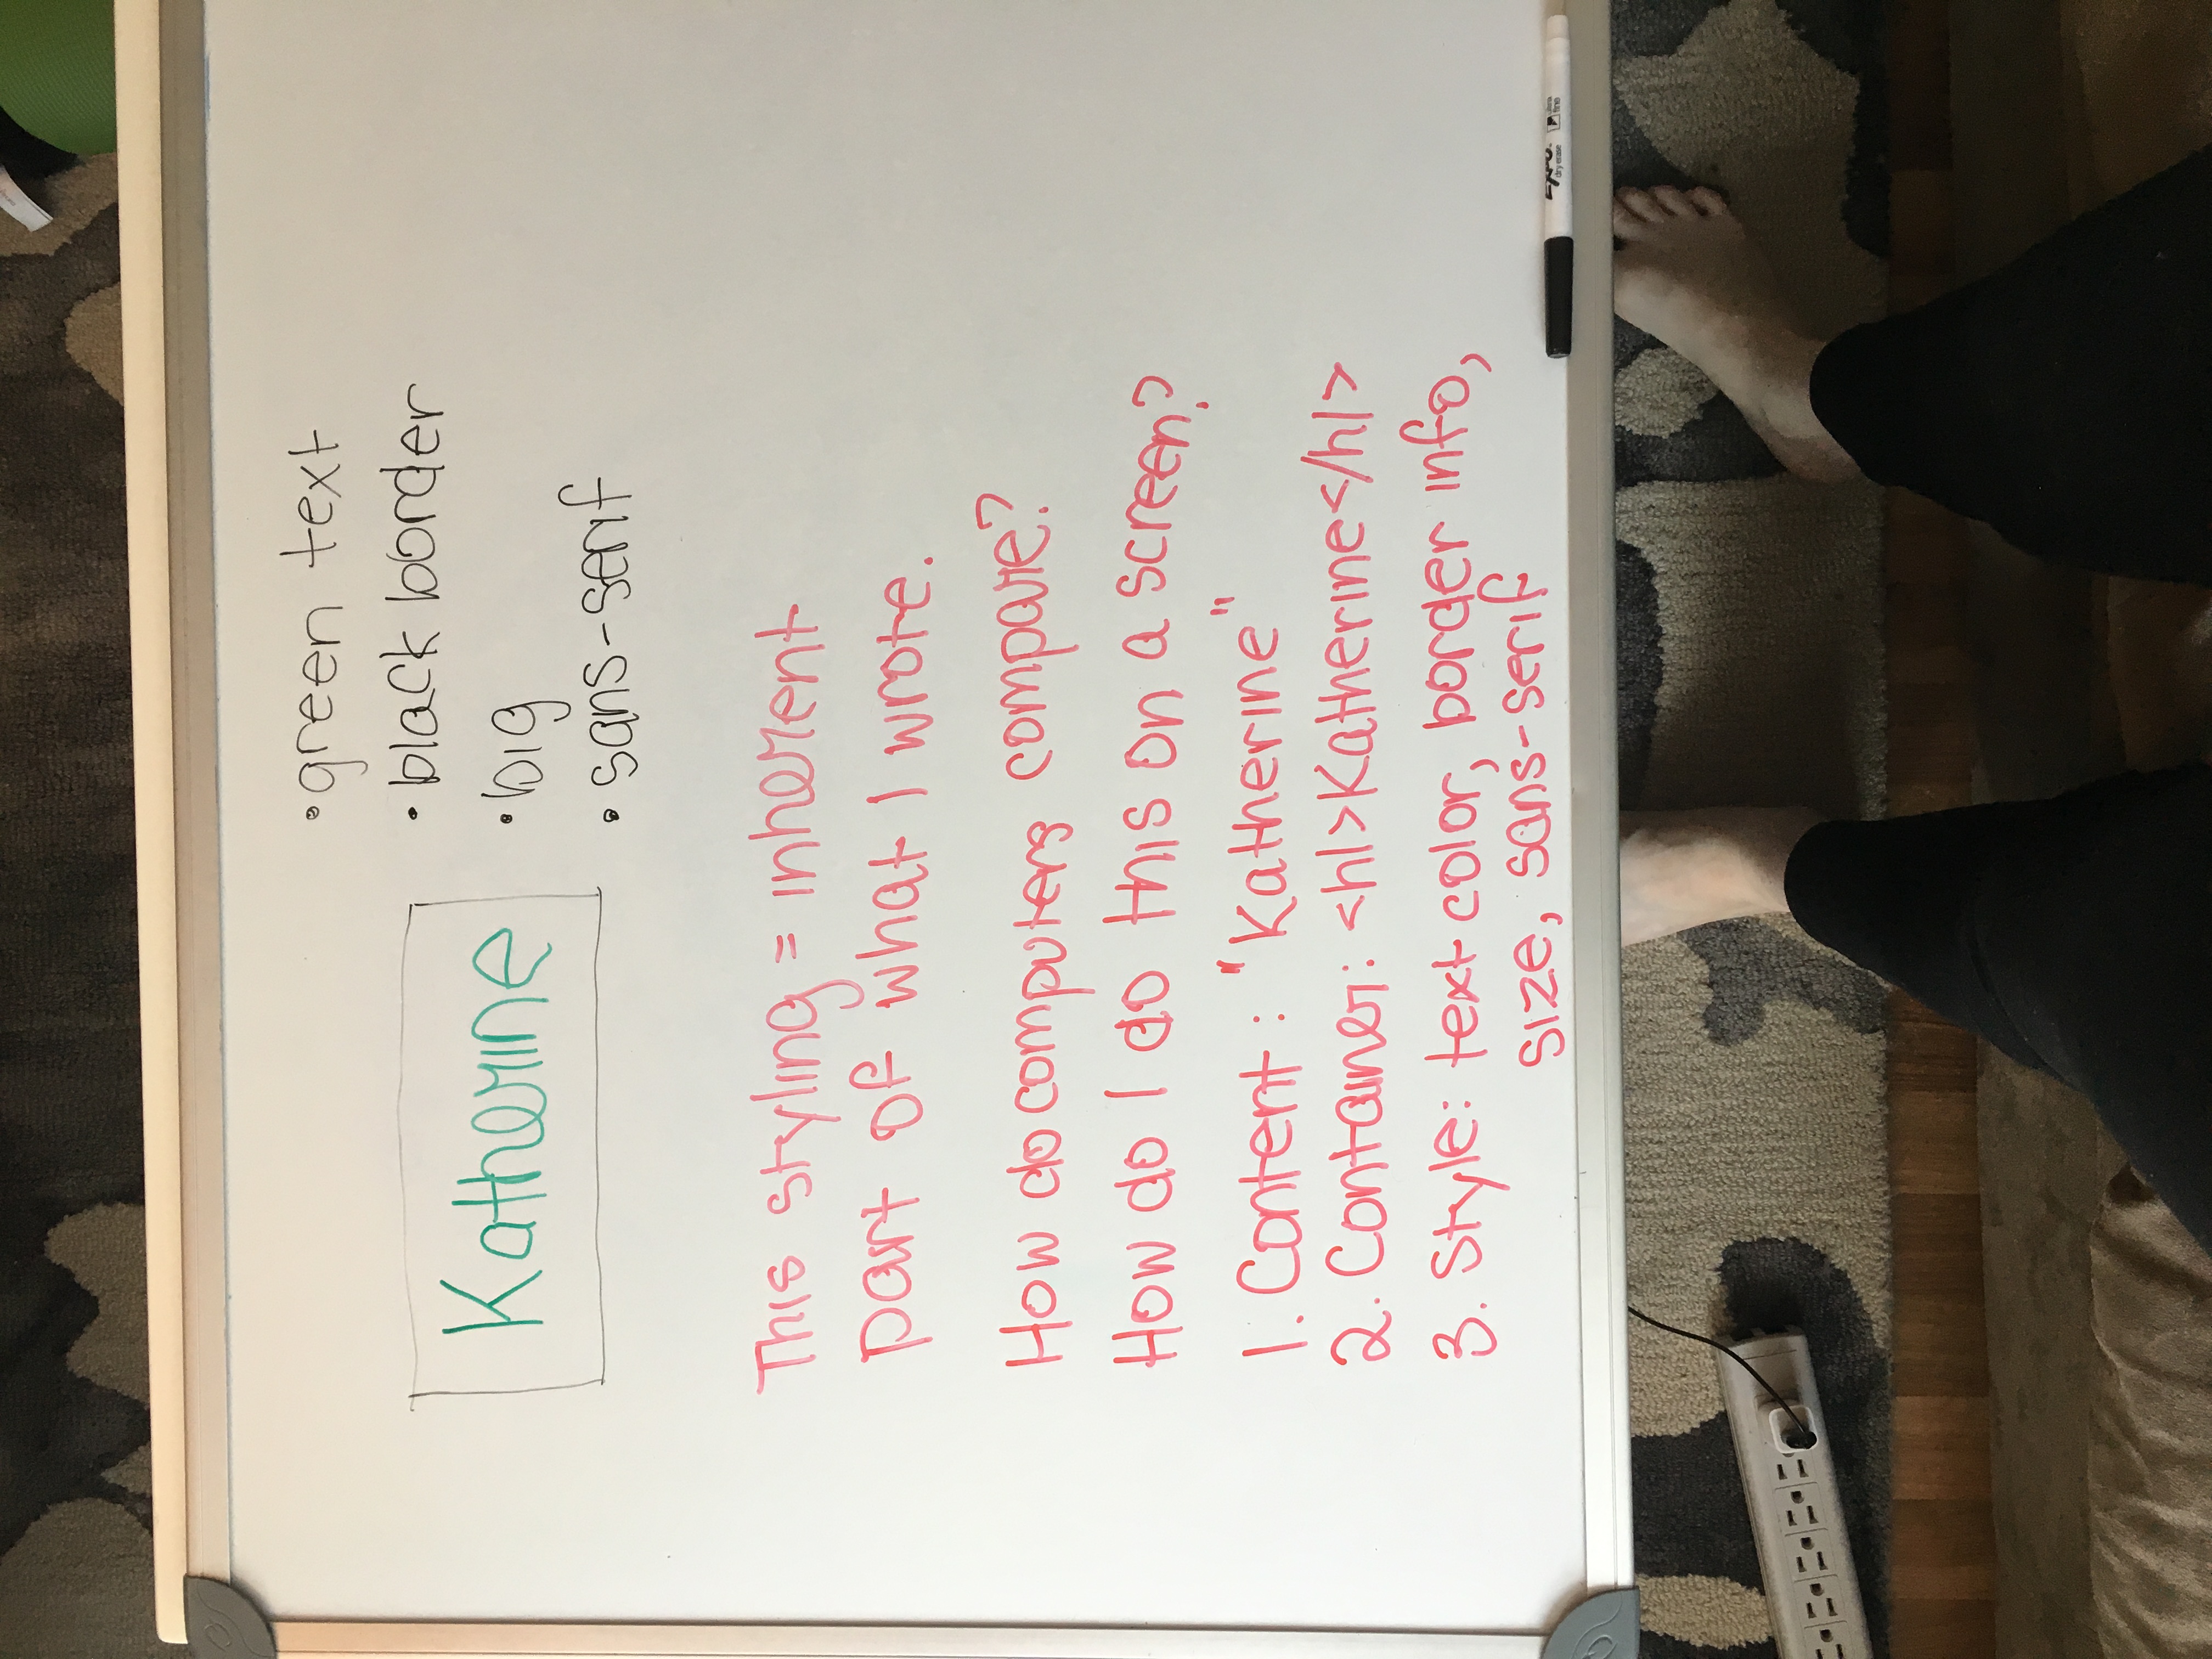 • green text
• black border
Katherine
• big
• sans-serif
This styling = inherent
part of what I wrote.
How do computers compare?
How do I do this on a screen?
1. Content: "Katherine"
2. Container: <h1>Katherine</h1>
3. Style: text color, border info,
size, sans-serif
EXPO.
dry erase
ultra
fine